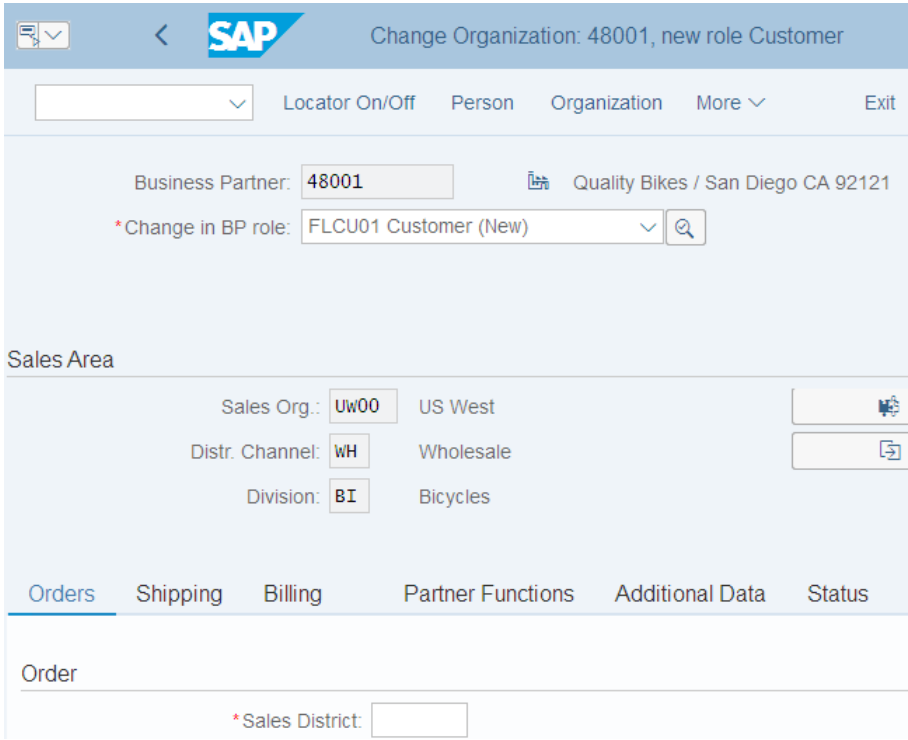 SAP Change Organization: 48001, new role Customer
Locator On/Off Person Organization More Exit
Business Partner: 48001 Quality Bikes / San Diego CA 92121
*Change in BP role: FLCU01 Customer (New)
Sales Area
Sales Org.: UW00 US West
Distr. Channel: WH Wholesale
Division: BI Bicycles
Orders Shipping Billing Partner Functions Additional Data Status
Order
*Sales District: